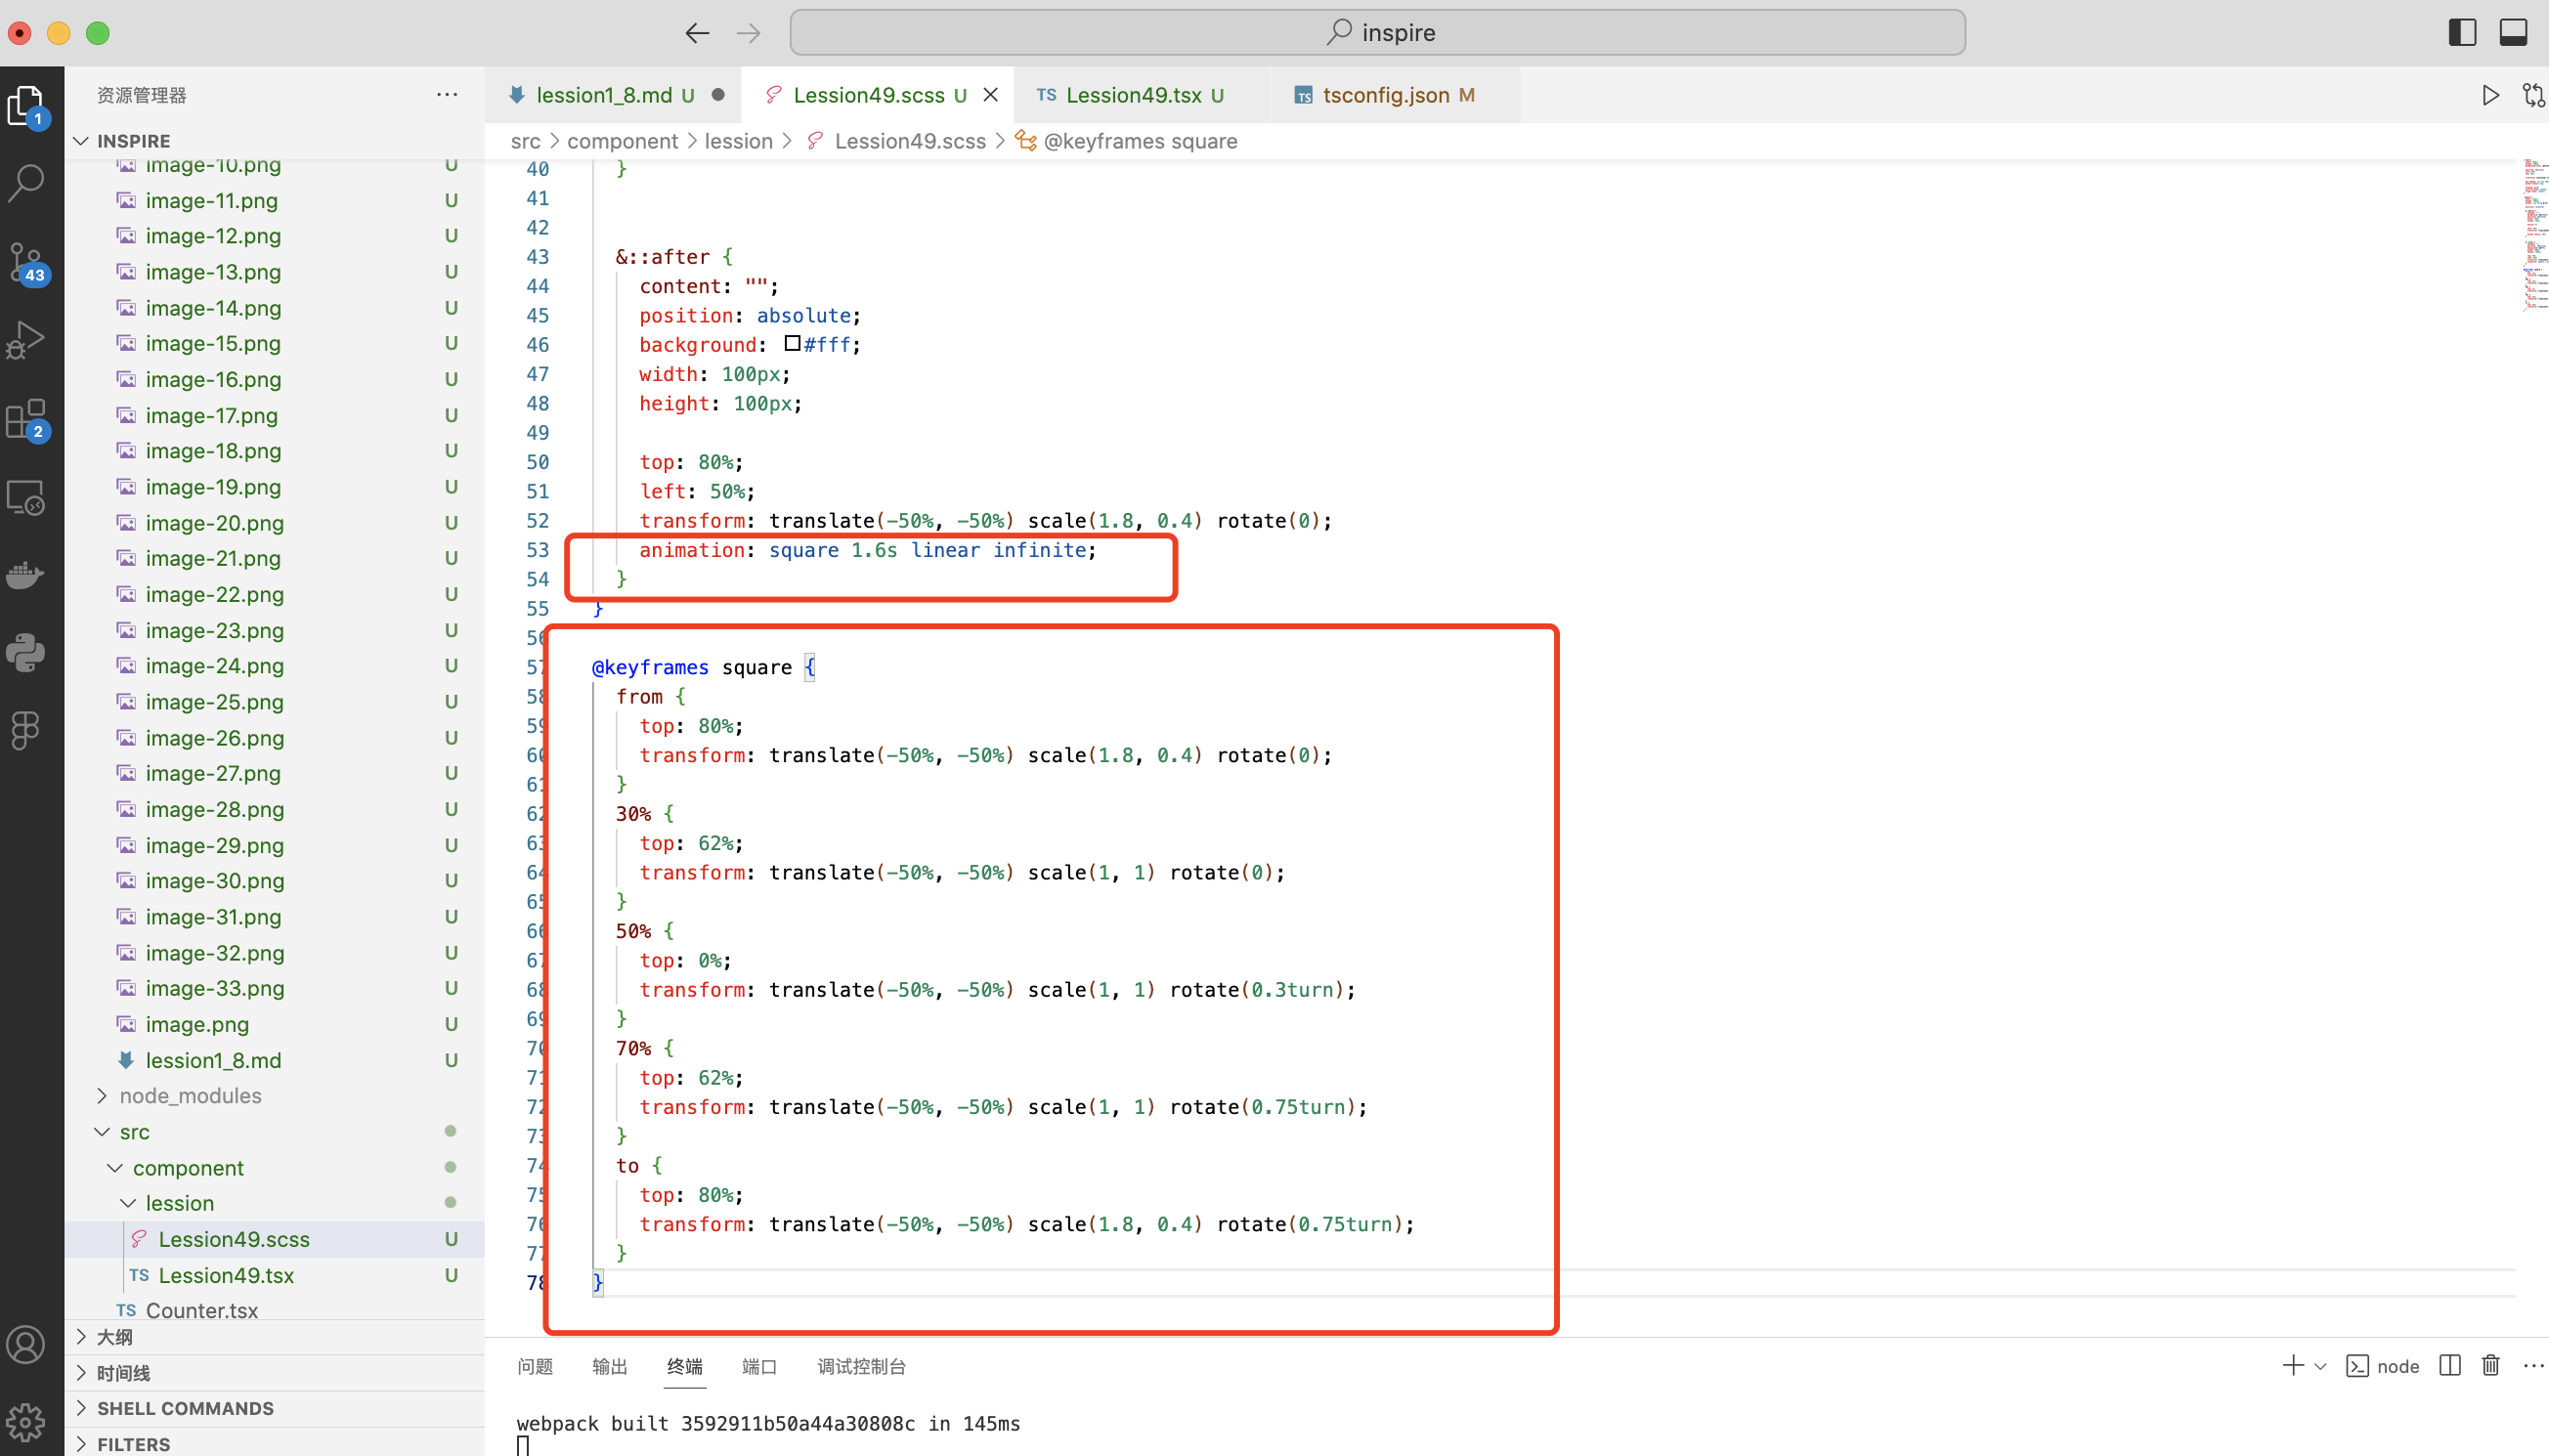 inspire
资源管理器
INSPIRE
image-10.png U
image-11.png U
image-12.png U
image-13.png U
image-14.png U
image-15.png U
image-16.png U
image-17.png U
image-18.png U
image-19.png U
image-20.png U
image-21.png U
image-22.png U
image-23.png U
image-24.png U
image-25.png U
image-26.png U
image-27.png U
image-28.png U
image-29.png U
image-30.png U
image-31.png U
image-32.png U
image-33.png U
image.png U
lession1_8.md U
node_modules
src
component
lession
Lession49.scss U
TS Lession49.tsx U
TS Counter.tsx
大纲
时间线
SHELL COMMANDS
FILTERS
1
43
2
lession1_8.md U
Lession49.scss U
TS Lession49.tsx U
TS tsconfig.json M
src > component > lession > Lession49.scss > @keyframes square
40 }
41
42
43 &::after {
44 content: "";
45 position: absolute;
46 background: #fff;
47 width: 100px;
48 height: 100px;
49
50 top: 80%;
51 left: 50%;
52 transform: translate(-50%, -50%) scale(1.8, 0.4) rotate(0);
53 animation: square 1.6s linear infinite;
54 }
55 }
56
57 @keyframes square {
58 from {
59 top: 80%;
60 transform: translate(-50%, -50%) scale(1.8, 0.4) rotate(0);
61 }
62 30% {
63 top: 62%;
64 transform: translate(-50%, -50%) scale(1, 1) rotate(0);
65 }
66 50% {
67 top: 0%;
68 transform: translate(-50%, -50%) scale(1, 1) rotate(0.3turn);
69 }
70 70% {
71 top: 62%;
72 transform: translate(-50%, -50%) scale(1, 1) rotate(0.75turn);
73 }
74 to {
75 top: 80%;
76 transform: translate(-50%, -50%) scale(1.8, 0.4) rotate(0.75turn);
77 }
78 }
问题 输出 终端 端口 调试控制台
node
webpack built 3592911b50a44a30808c in 145ms